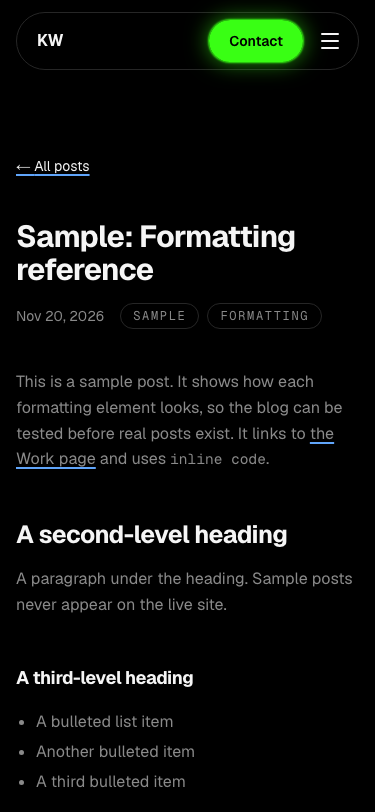 KW
Contact
← All posts
Sample: Formatting
reference
Nov 20, 2026
SAMPLE
FORMATTING
This is a sample post. It shows how each
formatting element looks, so the blog can be
tested before real posts exist. It links to the
Work page and uses inline code.
A second-level heading
A paragraph under the heading. Sample posts
never appear on the live site.
A third-level heading
• A bulleted list item
• Another bulleted item
• A third bulleted item